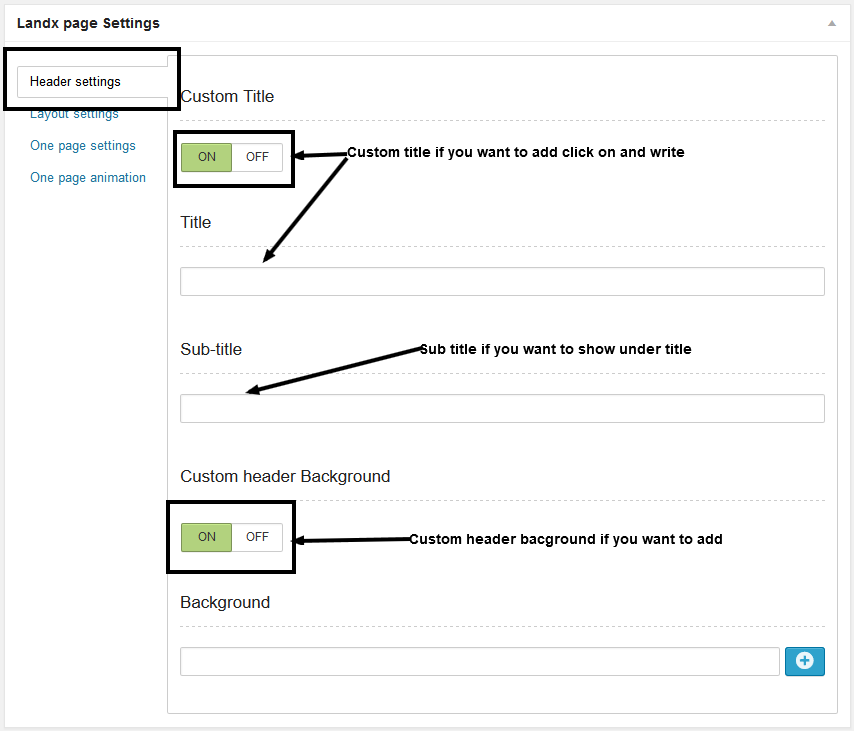 Landx page Settings
Header settings
Layout settings
One page settings
One page animation
Custom Title
ON OFF
Custom title if you want to add click on and write
Title
Sub-title
Sub title if you want to show under title
Custom header Background
ON OFF
Custom header bacground if you want to add
Background